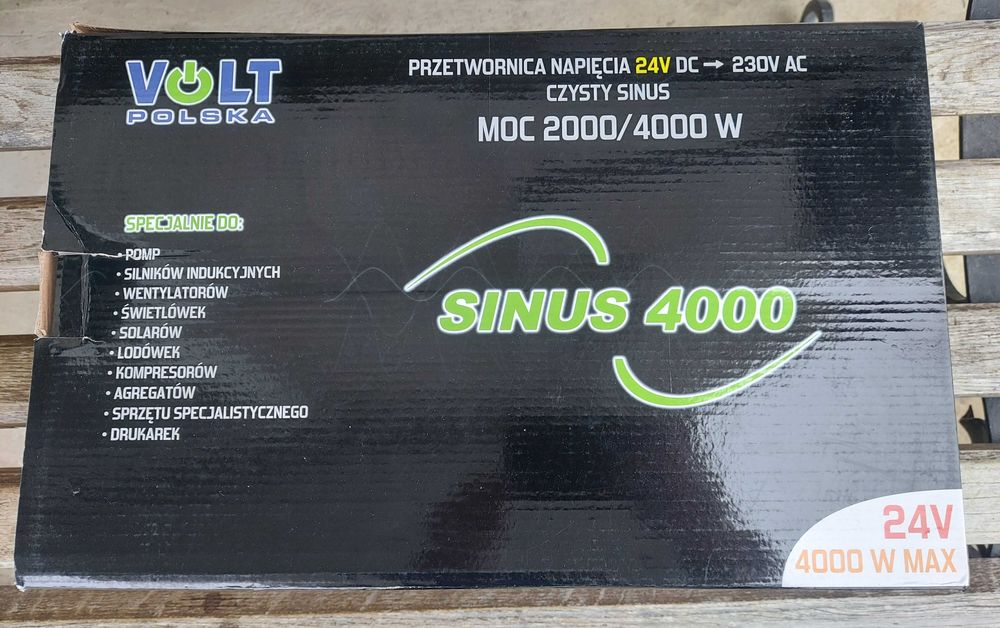 VOLT
POLSKA
PRZETWORNICA NAPIĘCIA 24V DC → 230V AC
CZYSTY SINUS
MOC 2000/4000 W
SPECJALNIE DO:
• POMP
• SILNIKÓW INDUKCYJNYCH
• WENTYLATORÓW
• ŚWIETLÓWEK
• SOLARÓW
• LODÓWEK
• KOMPRESORÓW
• AGREGATÓW
• SPRZĘTU SPECJALISTYCZNEGO
• DRUKAREK
SINUS 4000
24V
4000 W MAX